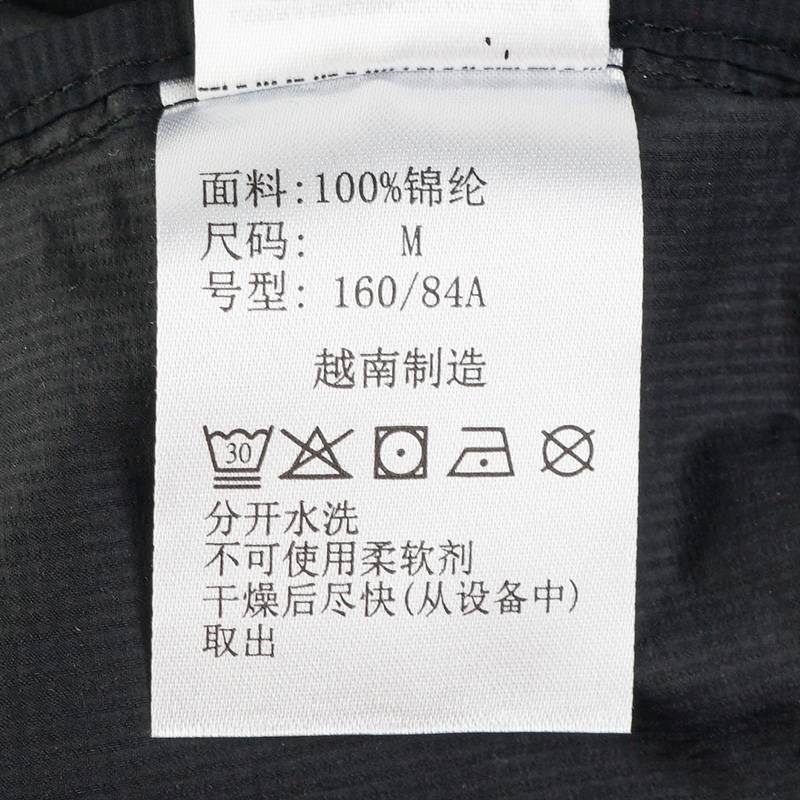 面料:100%锦纶
尺码: M
号型: 160/84A
越南制造
30
分开水洗
不可使用柔软剂
干燥后尽快(从设备中)
取出